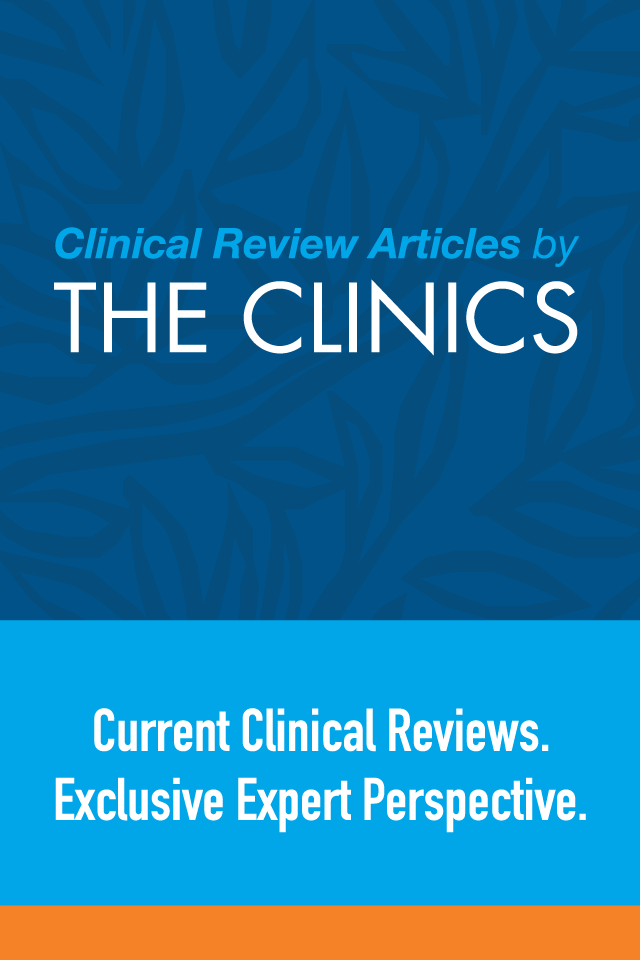 Clinical Review Articles by
THE CLINICS
Current Clinical Reviews.
Exclusive Expert Perspective.